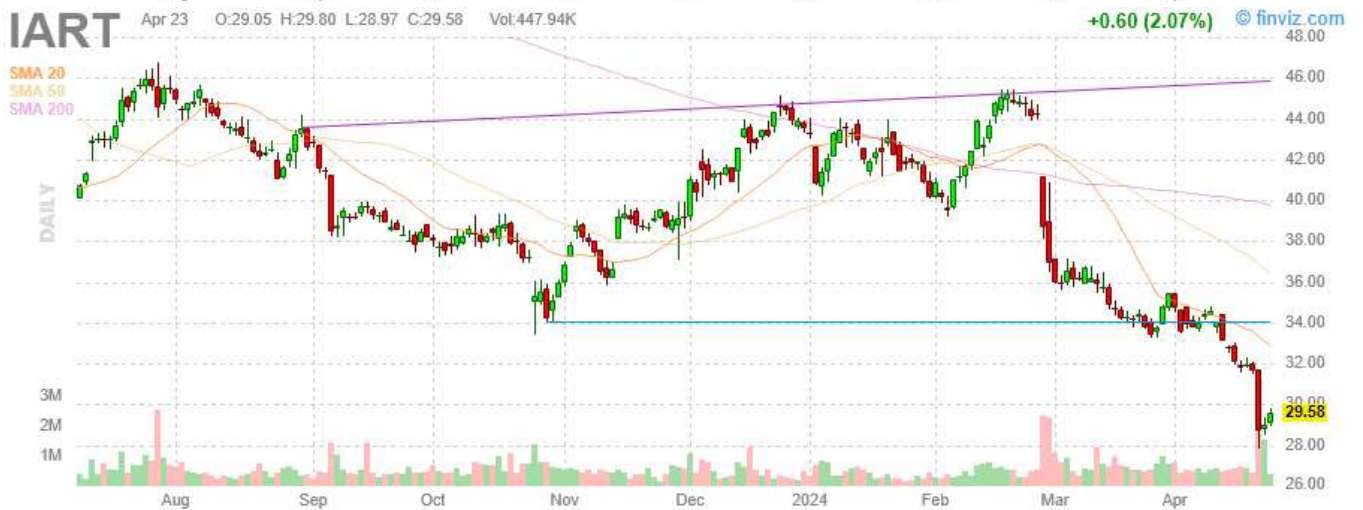 IART Apr 23 O:29.05 H:29.80 L:28.97 C:29.58 Vol:447.94K +0.60 (2.07%) © finviz.com
48.00
SMA 20
46.00
SMA 50
SMA 200
44.00
42.00
DAILY
40.00
38.00
36.00
34.00
32.00
3M
30.00
29.58
2M
28.00
1M
26.00
Aug Sep Oct Nov Dec 2024 Feb Mar Apr